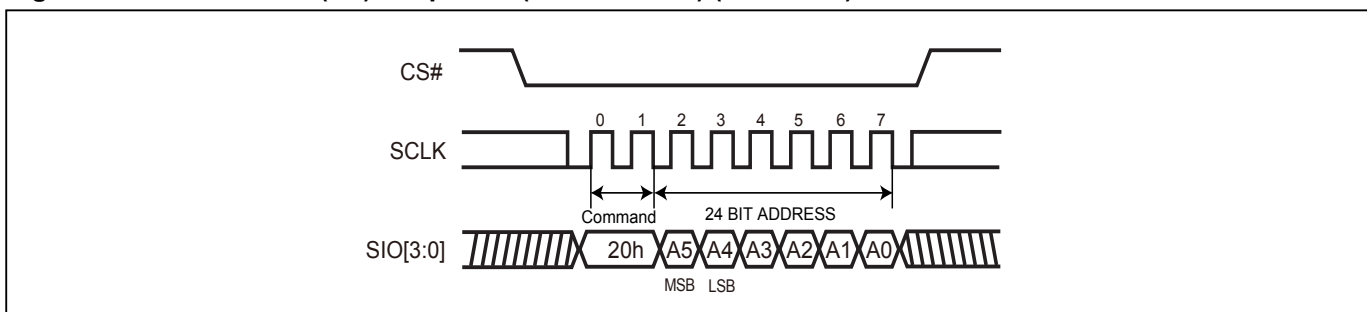 CS#
0 1 2 3 4 5 6 7
SCLK
Command 24 BIT ADDRESS
SIO[3:0] 20h A5 A4 A3 A2 A1 A0
MSB LSB